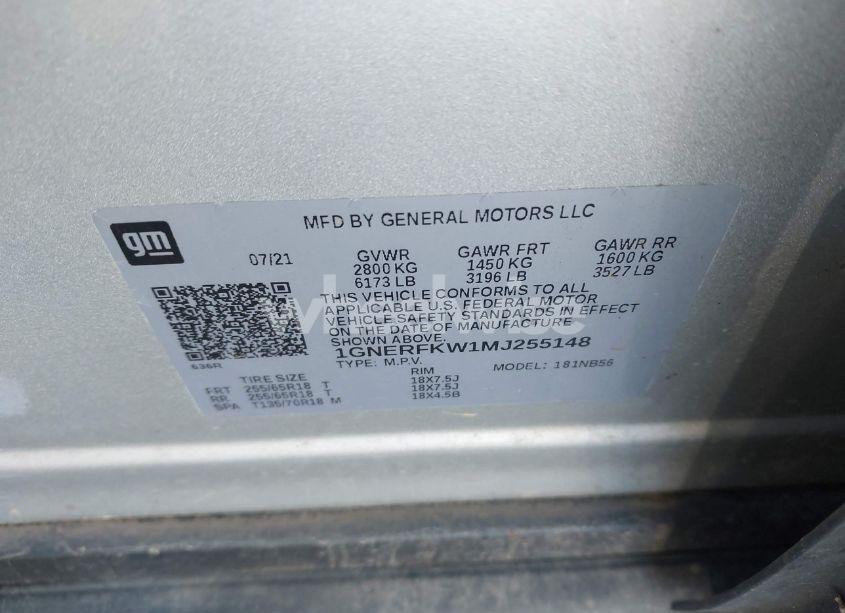 gm
MFD BY GENERAL MOTORS LLC
07/21 GVWR GAWR FRT GAWR RR
2800 KG 1450 KG 1600 KG
6173 LB 3196 LB 3527 LB
THIS VEHICLE CONFORMS TO ALL
APPLICABLE U.S. FEDERAL MOTOR
VEHICLE SAFETY STANDARDS IN EFFECT
ON THE DATE OF MANUFACTURE
SHOWN ABOVE.
636R
1GNERFKW1MJ255148
TYPE: M.P.V. MODEL: 181NB56
TIRE SIZE RIM
FRT 255/65R18 T 18X7.5J
RR 255/65R18 T 18X7.5J
SPA T135/70R18 M 18X4.5B